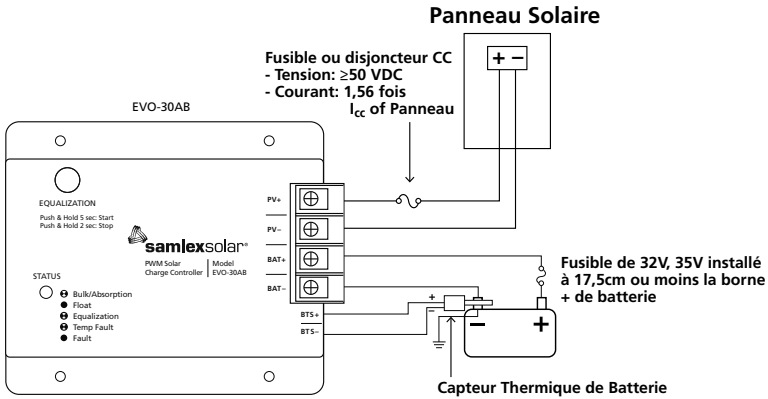 Panneau Solaire
Fusible ou disjoncteur CC
- Tension: ≥50 VDC
- Courant: 1,56 fois
Icc of Panneau
+ −
EVO-30AB
EQUALIZATION
Push & Hold 5 sec: Start
Push & Hold 2 sec: Stop
samlexsolar®
PWM Solar
Charge Controller
Model
EVO-30AB
STATUS
Bulk/Absorption
Float
Equalization
Temp Fault
Fault
PV+
PV−
BAT+
BAT−
BTS+
BTS−
+
−
− +
Fusible de 32V, 35V installé
à 17,5cm ou moins la borne
+ de batterie
Capteur Thermique de Batterie